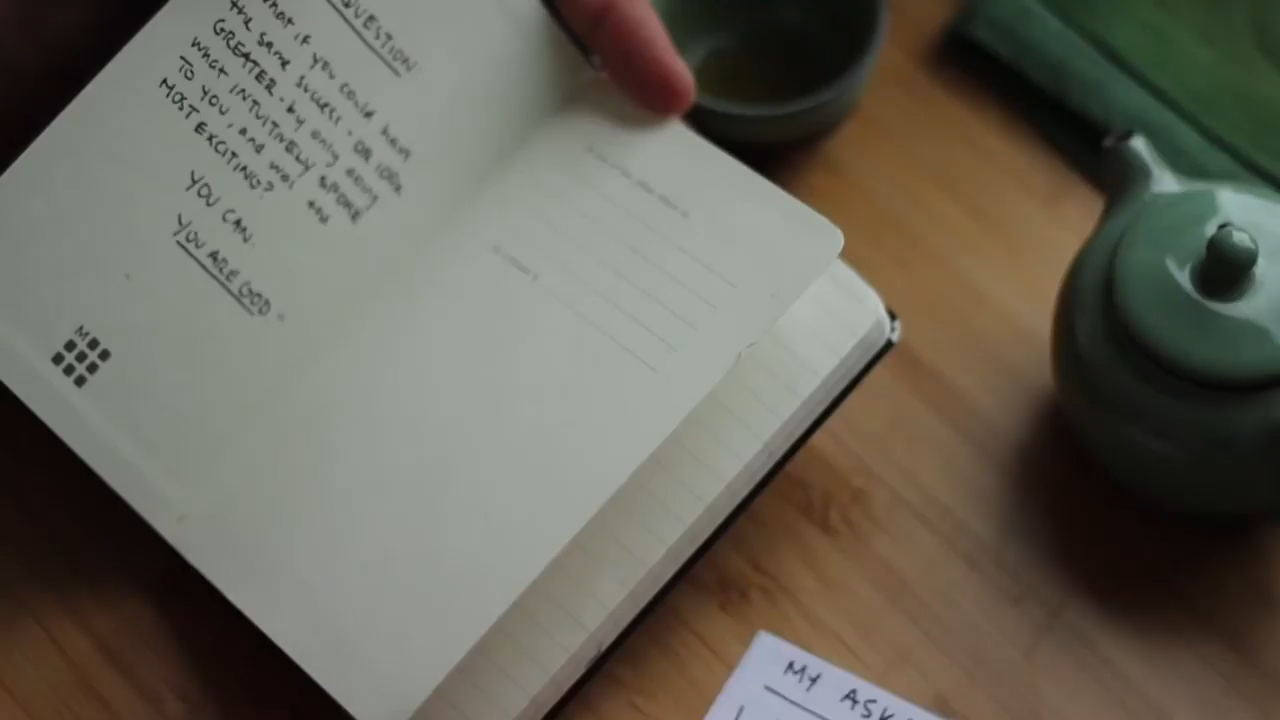 QUESTION:
What if you could have
the same success - OR 100x
GREATER - by only doing
what INTUITIVELY SPOKE
TO YOU, and was the
MOST EXCITING?
YOU CAN.
YOU ARE GOD.
M
MY ASK